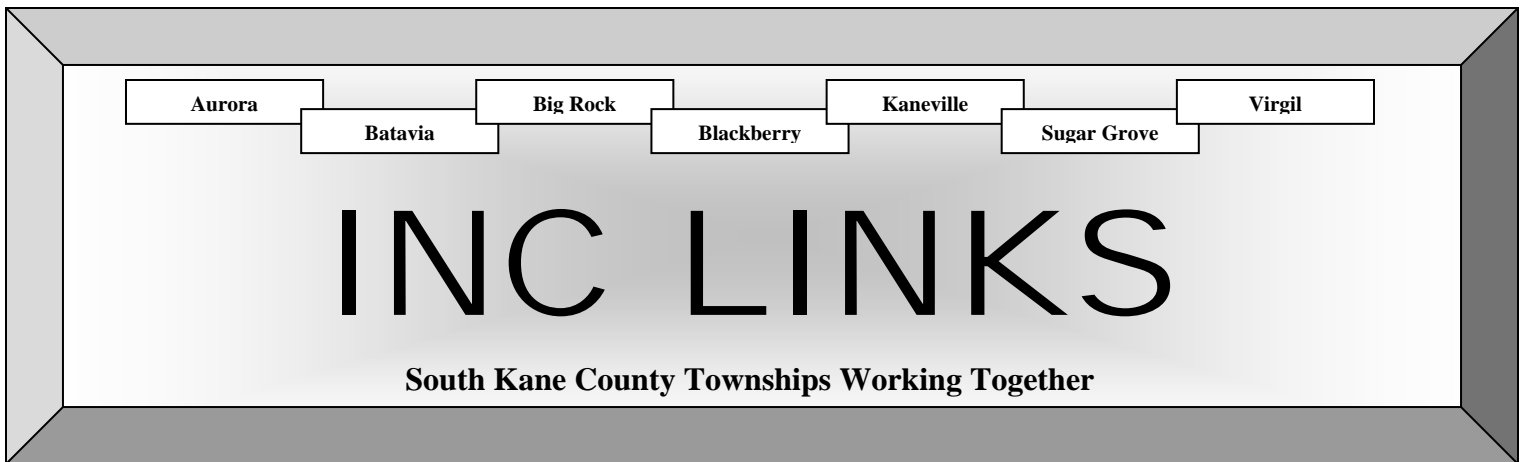 Aurora
Big Rock
Kaneville
Virgil
Batavia
Blackberry
Sugar Grove
INC LINKS
South Kane County Townships Working Together